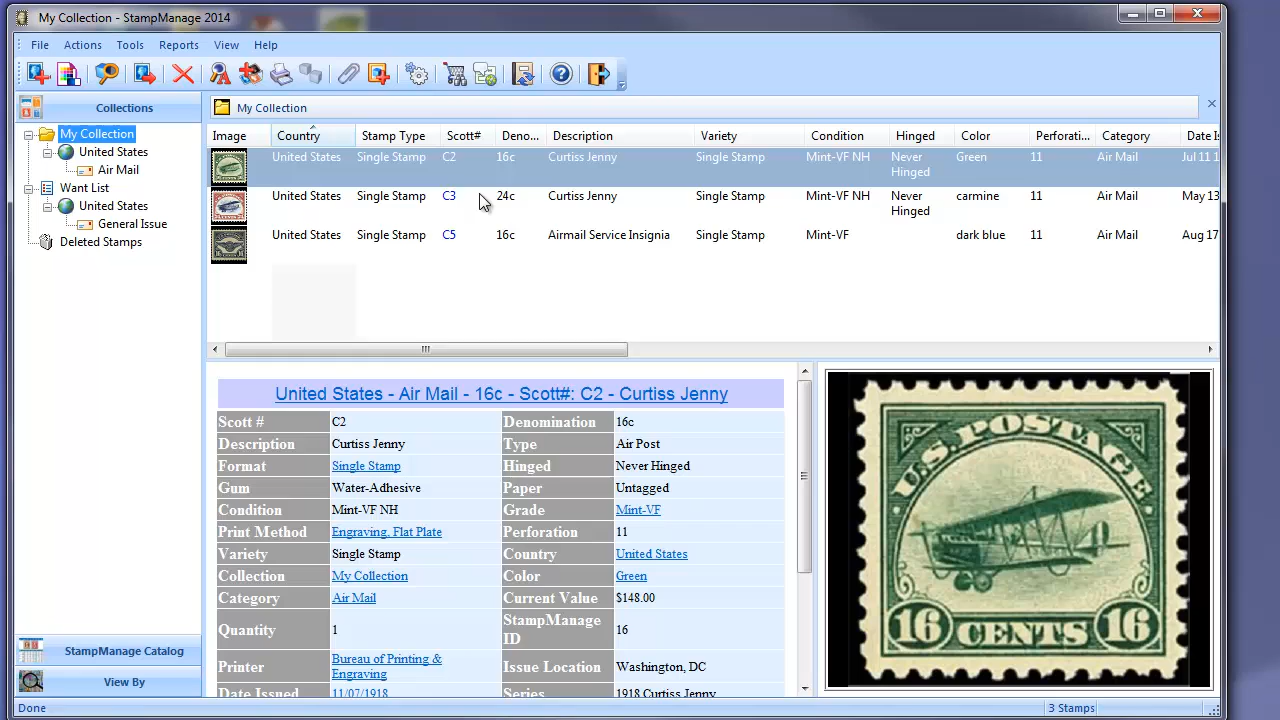 My Collection - StampManage 2014
File Actions Tools Reports View Help
Collections
My Collection
United States
Air Mail
Want List
United States
General Issue
Deleted Stamps
StampManage Catalog
View By
My Collection
Image Country Stamp Type Scott# Deno... Description Variety Condition Hinged Color Perforati... Category Date Is
United States Single Stamp C2 16c Curtiss Jenny Single Stamp Mint-VF NH Never Hinged Green 11 Air Mail Jul 11 1
United States Single Stamp C3 24c Curtiss Jenny Single Stamp Mint-VF NH Never Hinged carmine 11 Air Mail May 13
United States Single Stamp C5 16c Airmail Service Insignia Single Stamp Mint-VF dark blue 11 Air Mail Aug 17
United States - Air Mail - 16c - Scott#: C2 - Curtiss Jenny
Scott # C2 Denomination 16c
Description Curtiss Jenny Type Air Post
Format Single Stamp Hinged Never Hinged
Gum Water-Adhesive Paper Untagged
Condition Mint-VF NH Grade Mint-VF
Print Method Engraving, Flat Plate Perforation 11
Variety Single Stamp Country United States
Collection My Collection Color Green
Category Air Mail Current Value $148.00
Quantity 1 StampManage ID 16
Printer Bureau of Printing & Engraving Issue Location Washington, DC
Date Issued 11/07/1918 Series 1918 Curtiss Jenny
U.S. POSTAGE
16 CENTS 16
Done 3 Stamps